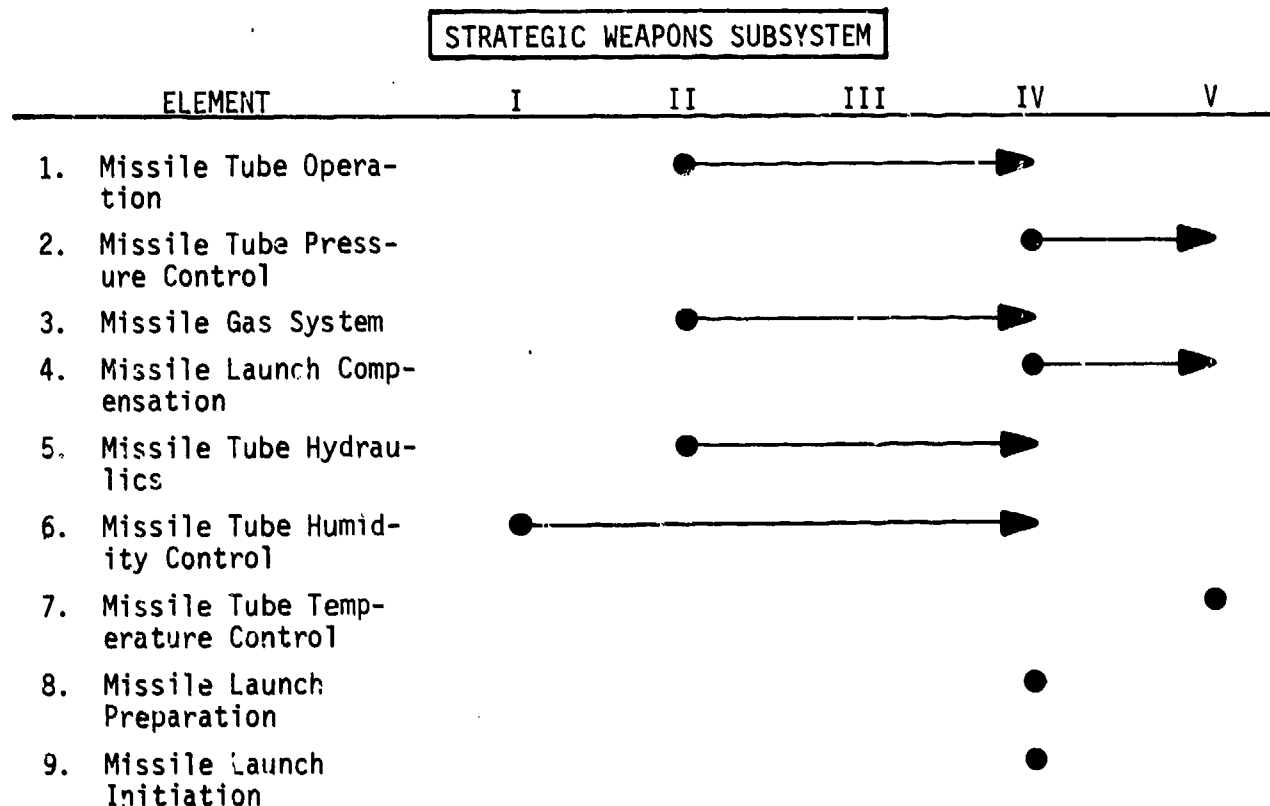 STRATEGIC WEAPONS SUBSYSTEM
ELEMENT I II III IV V
1. Missile Tube Opera-
tion
2. Missile Tube Press-
ure Control
3. Missile Gas System
4. Missile Launch Comp-
ensation
5. Missile Tube Hydrau-
lics
6. Missile Tube Humid-
ity Control
7. Missile Tube Temp-
erature Control
8. Missile Launch
Preparation
9. Missile Launch
Initiation